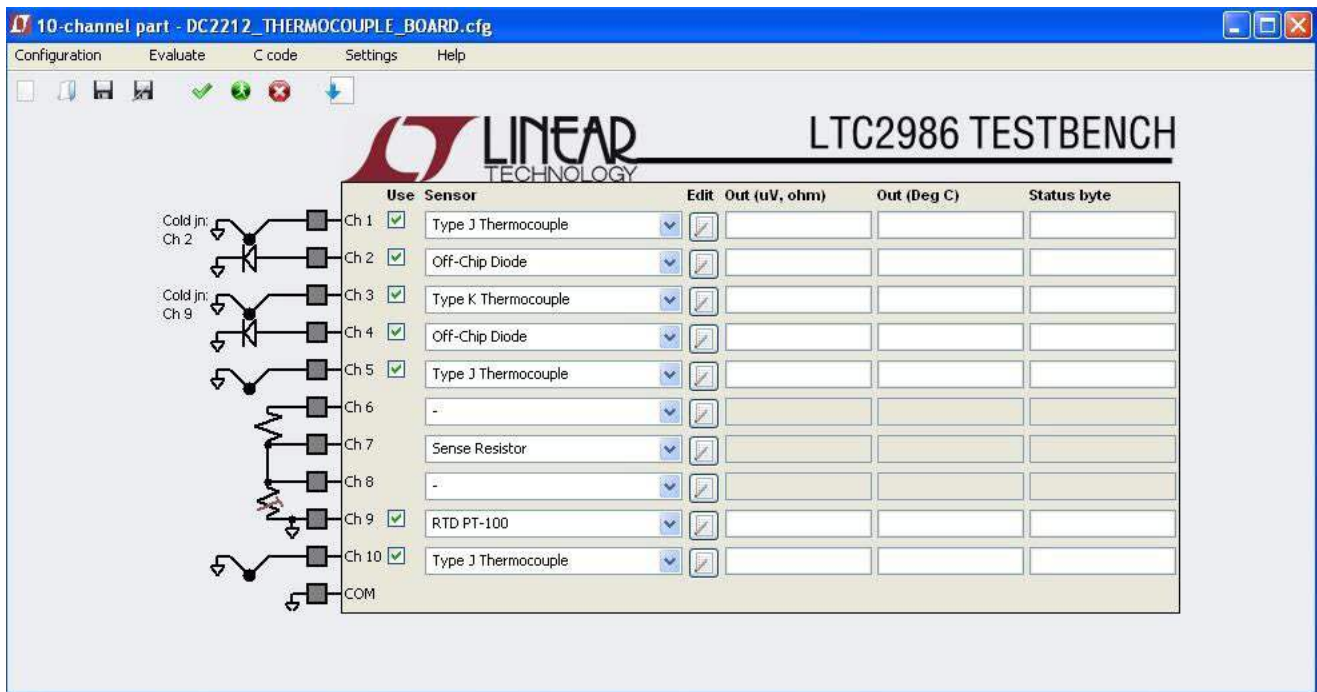 10-channel part - DC2212_THERMOCOUPLE_BOARD.cfg
Configuration Evaluate C code Settings Help
LINEAR TECHNOLOGY
LTC2986 TESTBENCH
Use Sensor Edit Out (uV, ohm) Out (Deg C) Status byte
Cold jn: Ch 2
Ch 1 Type J Thermocouple
Ch 2 Off-Chip Diode
Cold jn: Ch 9
Ch 3 Type K Thermocouple
Ch 4 Off-Chip Diode
Ch 5 Type J Thermocouple
Ch 6 -
Ch 7 Sense Resistor
Ch 8 -
Ch 9 RTD PT-100
Ch 10 Type J Thermocouple
COM